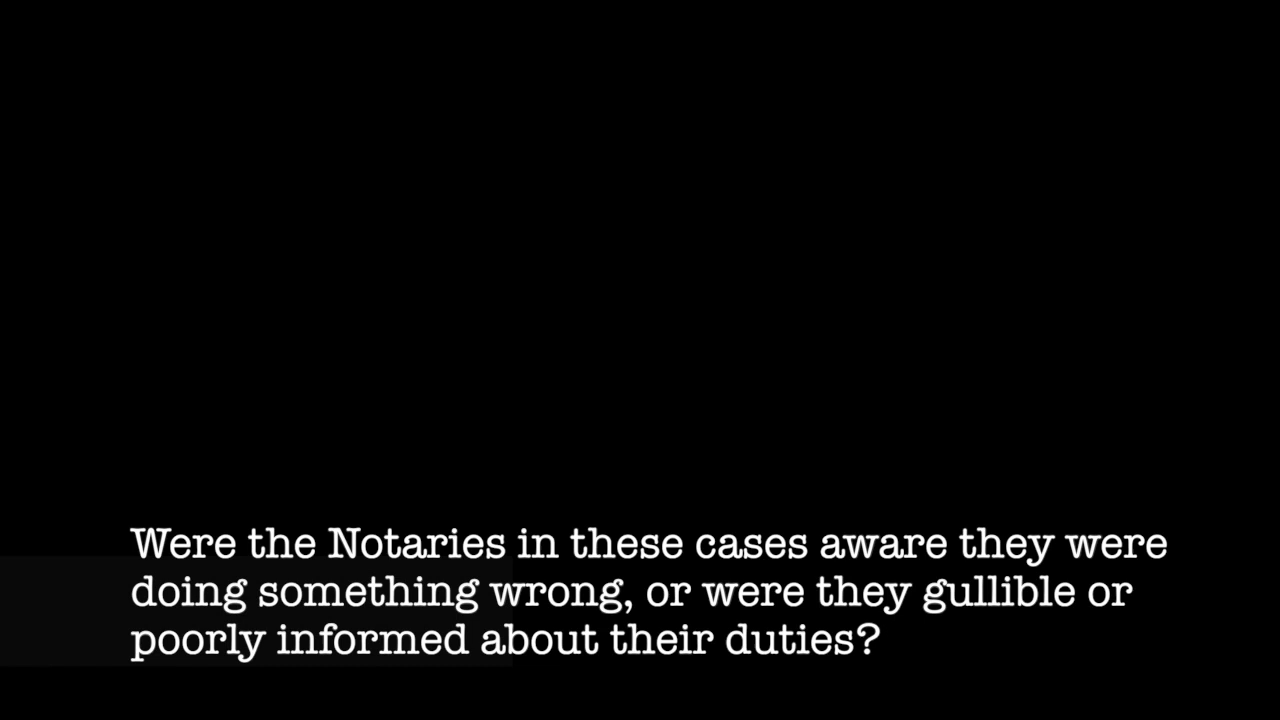 Were the Notaries in these cases aware they were
doing something wrong, or were they gullible or
poorly informed about their duties?